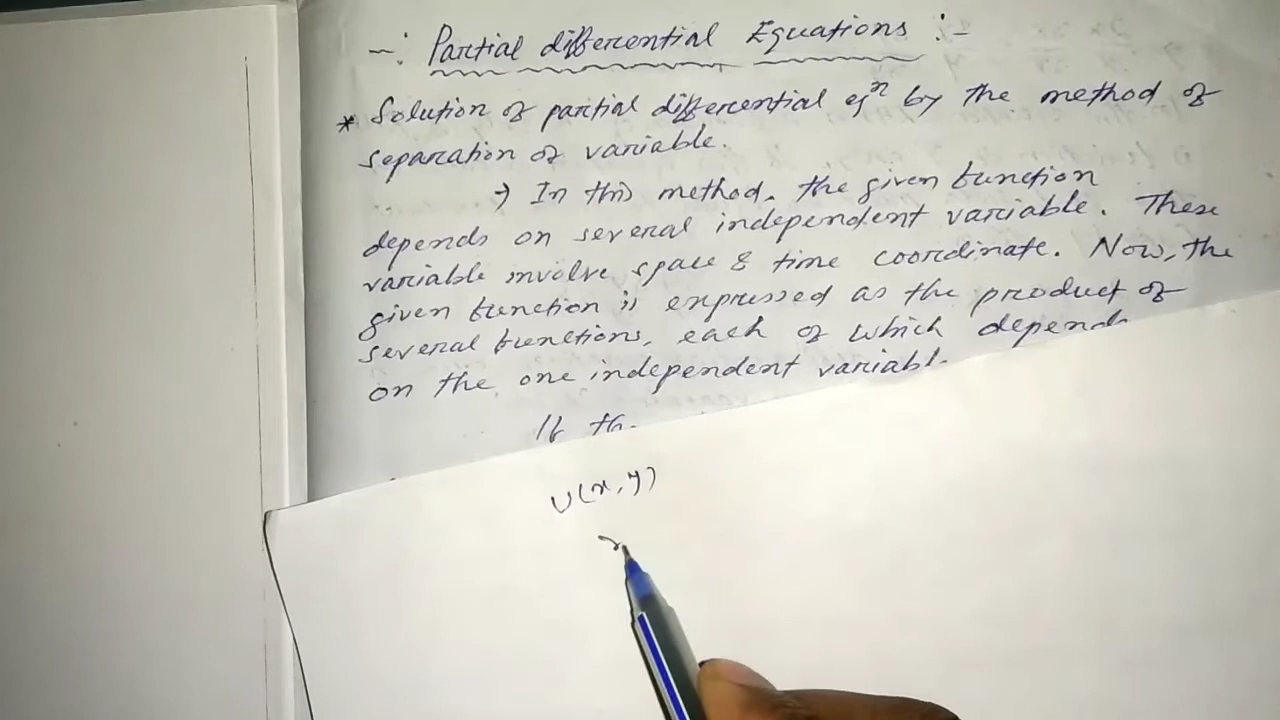 -: Partial differential Equations :-
* Solution of partial differential eqⁿ by the method of
separation of variable.
→ In this method, the given function
depends on several independent variable. These
variable involve space & time coordinate. Now, the
given function is expressed as the product of
several functions, each of which depends
on the one independent variabl
If th
U(x,y)